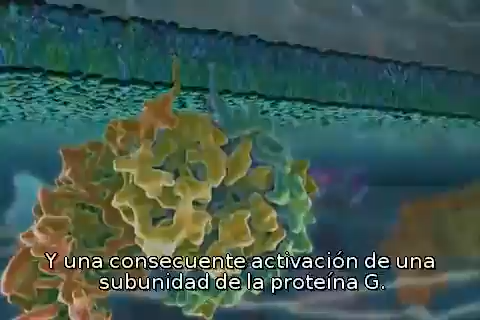 Y una consecuente activación de una
subunidad de la proteína G.